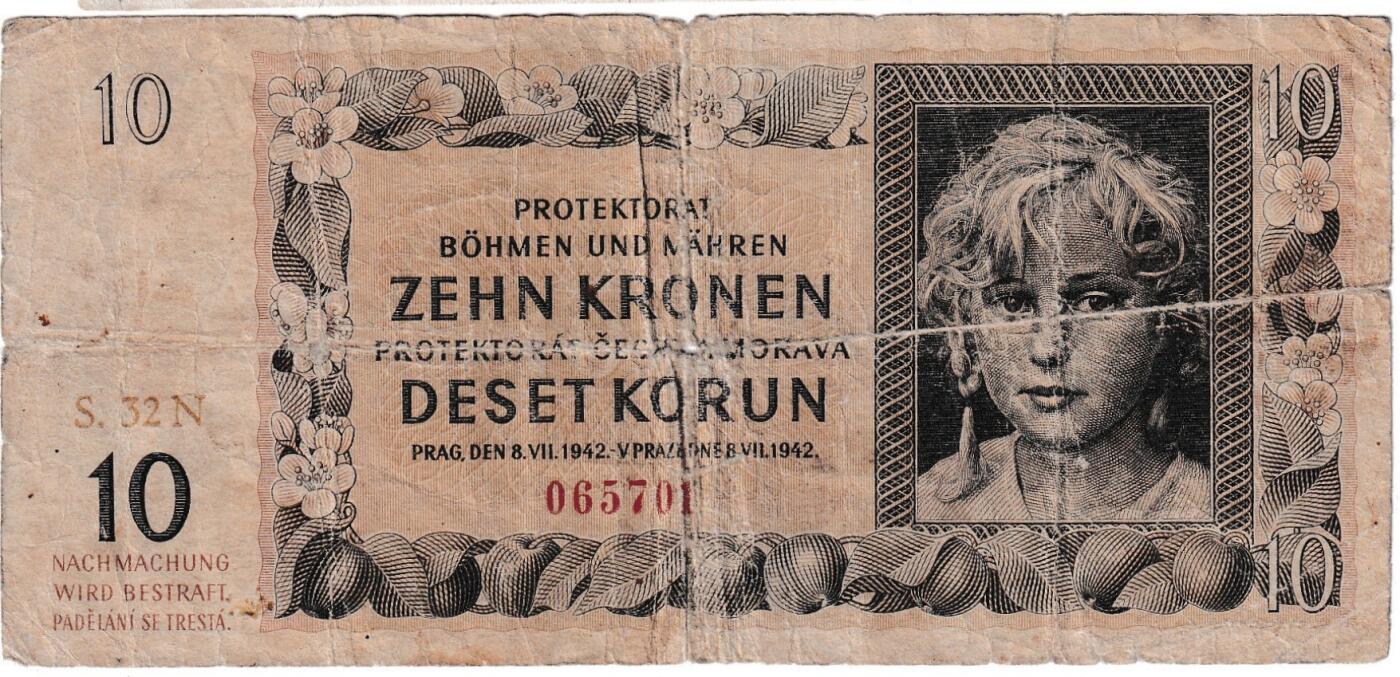 10
10
PROTEKTORAT
BÖHMEN UND MÄHREN
ZEHN KRONEN
PROTEKTORÁT ČECHY A MORAVA
DESET KORUN
PRAG, DEN 8.VII.1942.-V PRAZE DNE 8.VII.1942.
065701
S. 32 N
10
NACHMACHUNG
WIRD BESTRAFT.
PADĚLÁNÍ SE TRESTÁ.
10